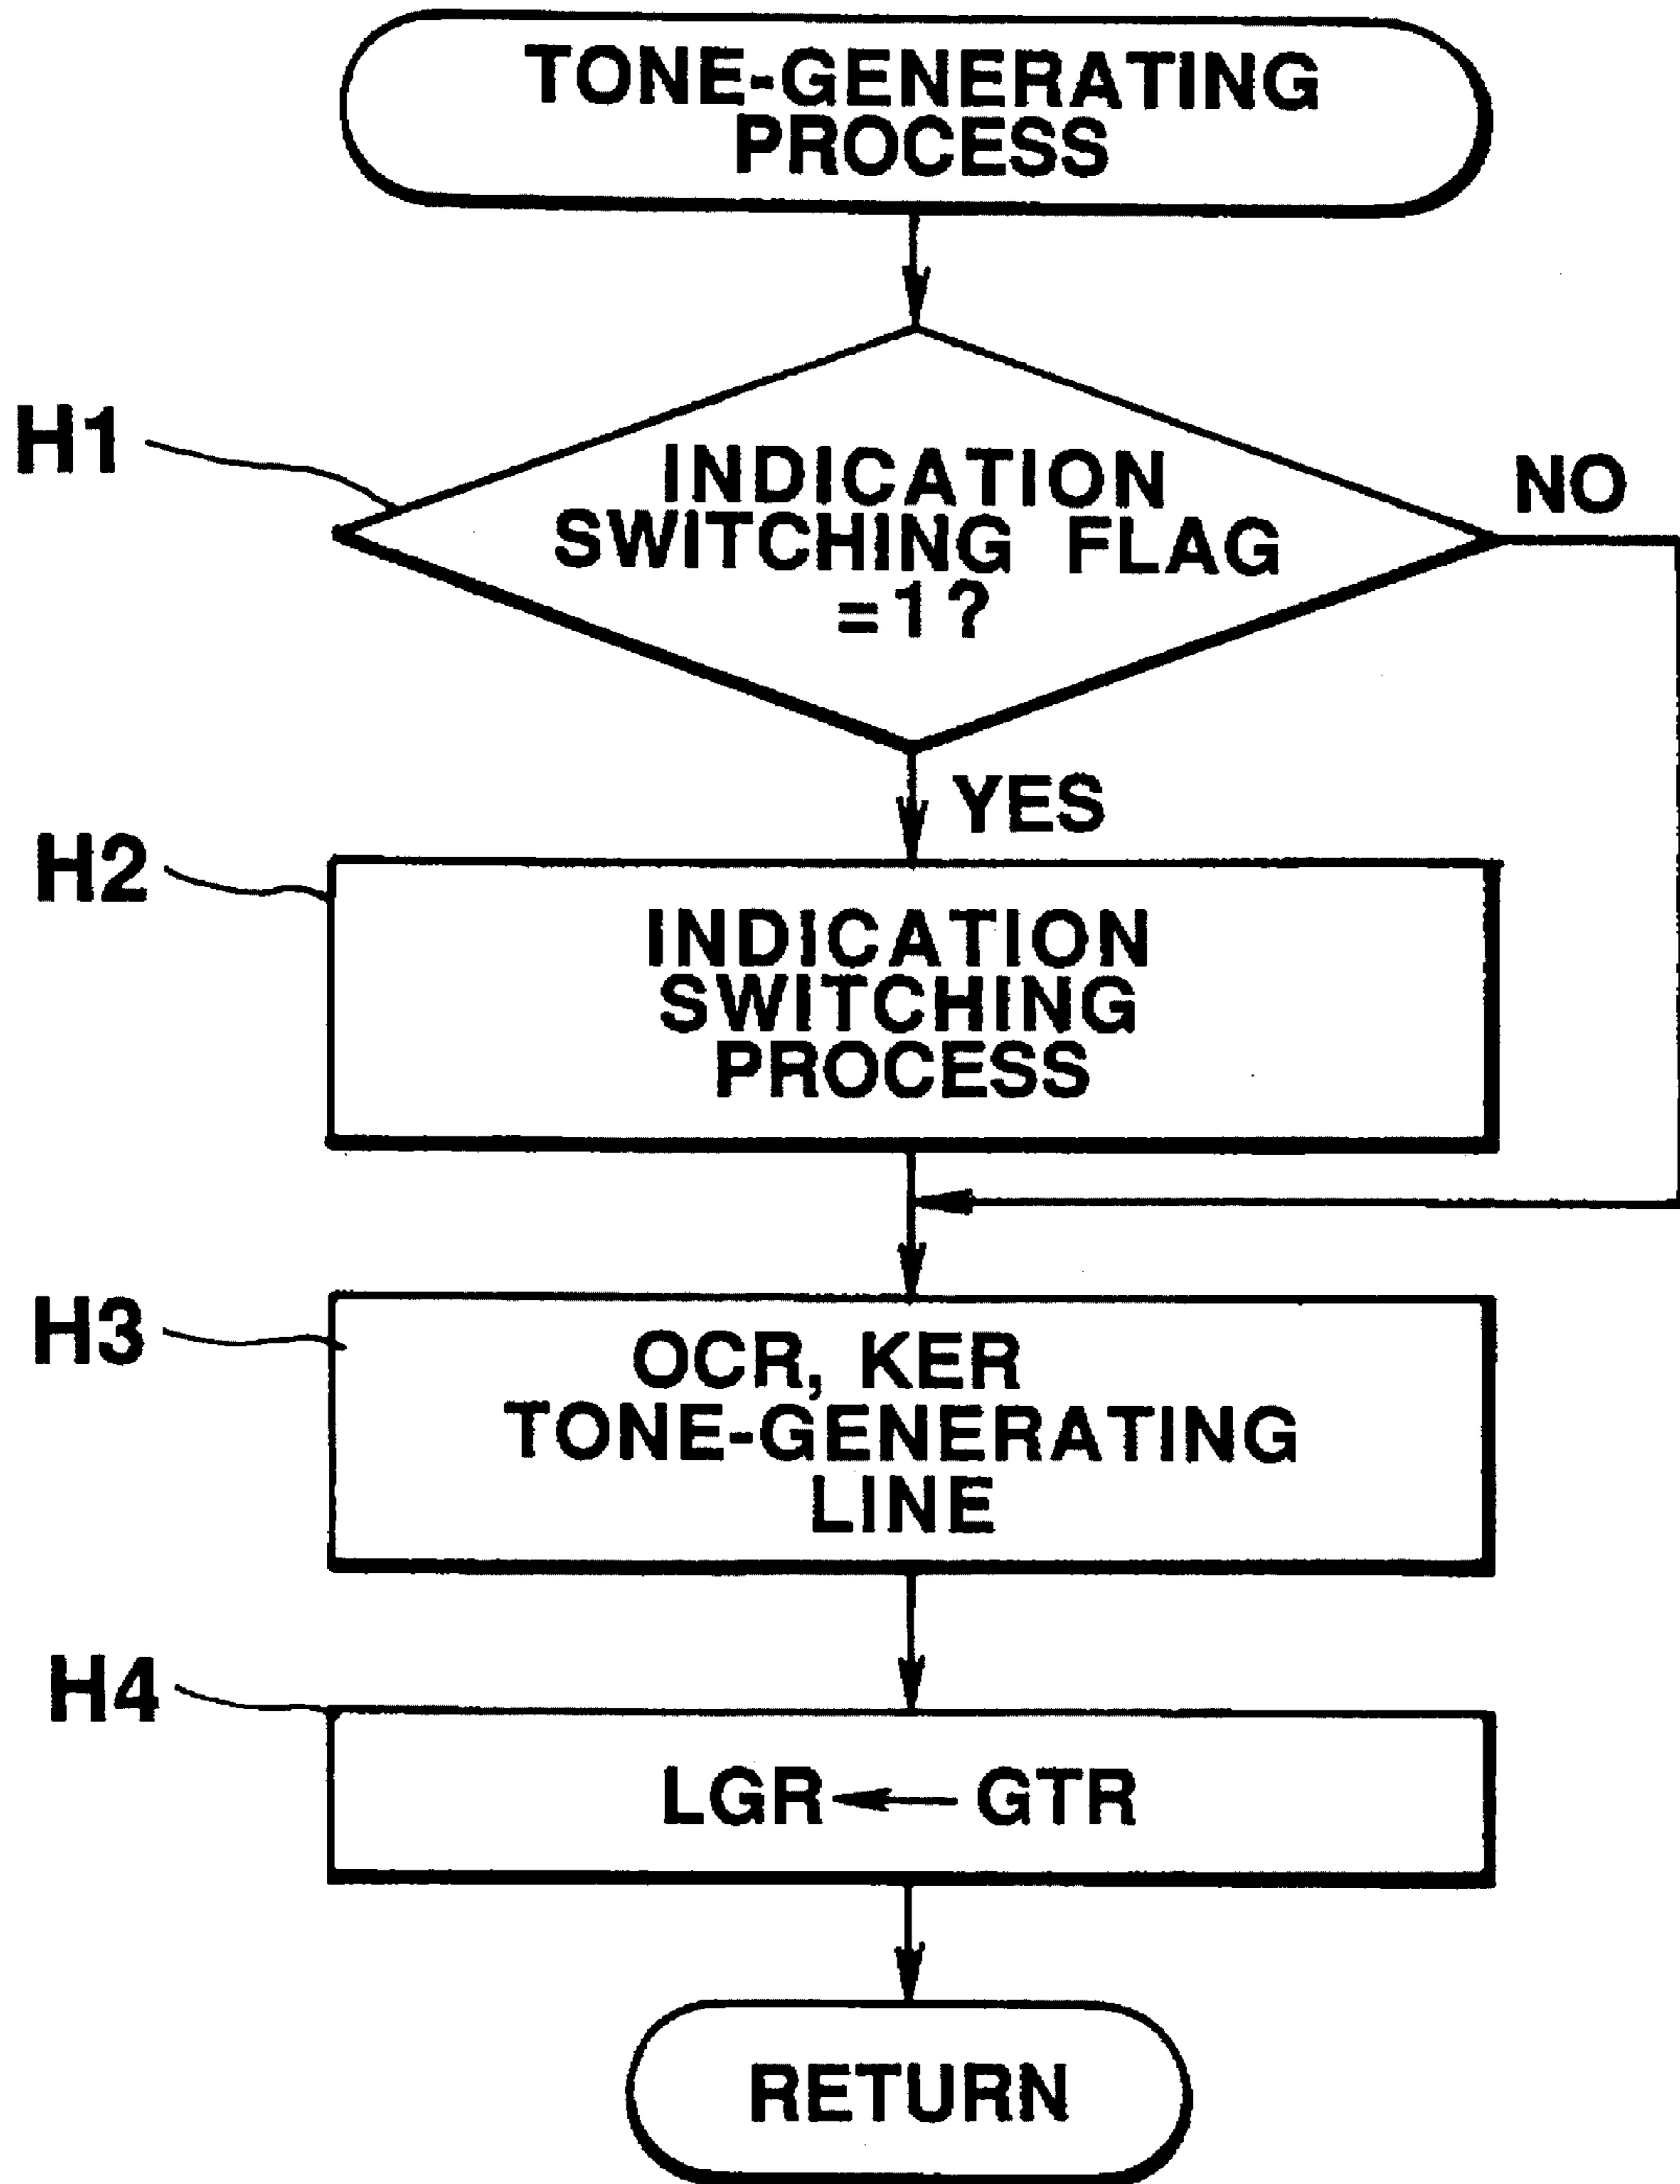 TONE-GENERATING
PROCESS
H1
INDICATION
SWITCHING FLAG
=1?
NO
YES
H2
INDICATION
SWITCHING
PROCESS
H3
OCR, KER
TONE-GENERATING
LINE
H4
LGR ← GTR
RETURN